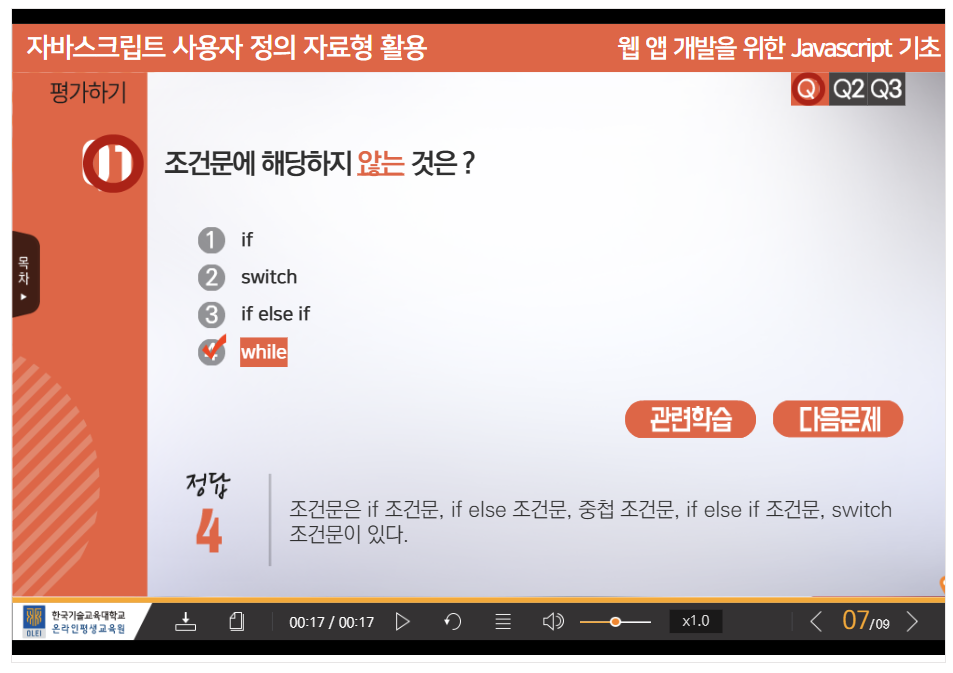 자바스크립트 사용자 정의 자료형 활용
웹 앱 개발을 위한 Javascript 기초
평가하기
Q Q2 Q3
조건문에 해당하지 않는 것은 ?
1 if
2 switch
3 if else if
4 while
목차
관련학습 다음문제
정답
4
조건문은 if 조건문, if else 조건문, 중첩 조건문, if else if 조건문, switch
조건문이 있다.
OLEI
한국기술교육대학교
온라인평생교육원
00:17 / 00:17
x1.0
07/09